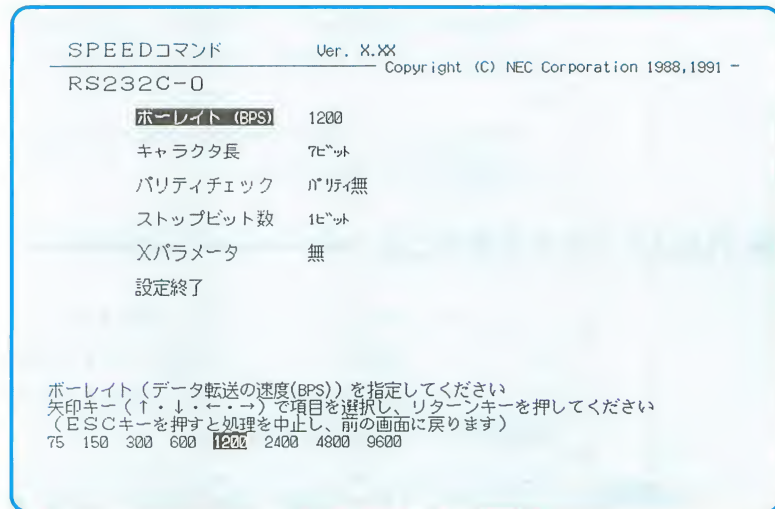 SPEEDコマンド Ver. X.XX
Copyright (C) NEC Corporation 1988,1991
RS232C-0
ボーレイト (BPS) 1200
キャラクタ長 7ビット
パリティチェック パリティ無
ストップビット数 1ビット
Xパラメータ 無
設定終了
ボーレイト(データ転送の速度(BPS))を指定してください
矢印キー(↑・↓・←・→)で項目を選択し、リターンキーを押してください
(ESCキーを押すと処理を中止し、前の画面に戻ります)
75 150 300 600 1200 2400 4800 9600